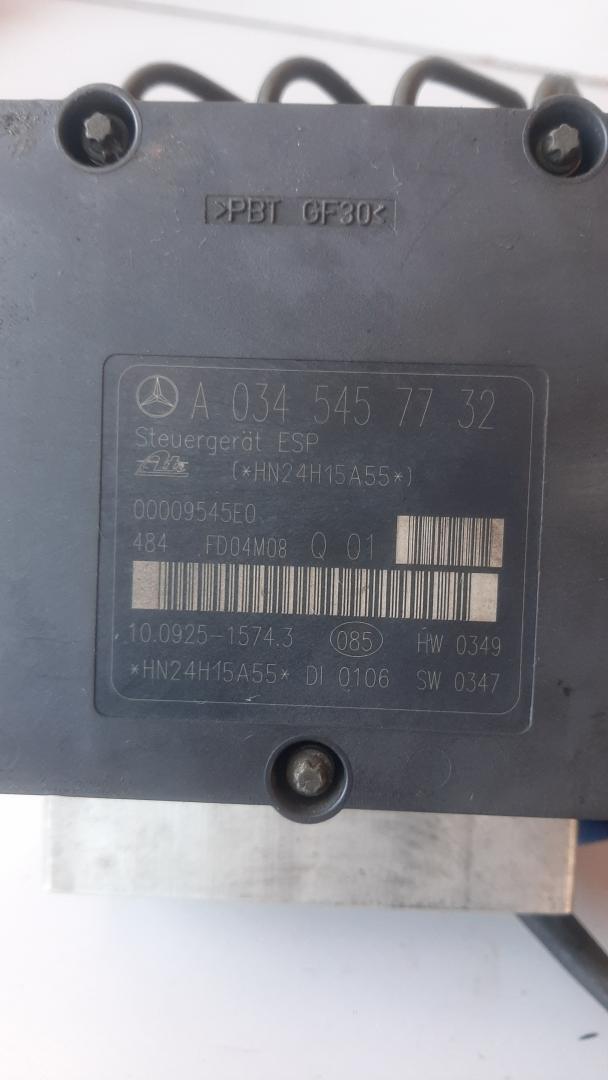 >PBT GF30<
A 034 545 77 32
Steuergerät ESP
Ate (*HN24H15A55*)
00009545E0
484 FD04M08 Q 01
10.0925-1574.3 085 HW 0349
*HN24H15A55* DI 0106 SW 0347